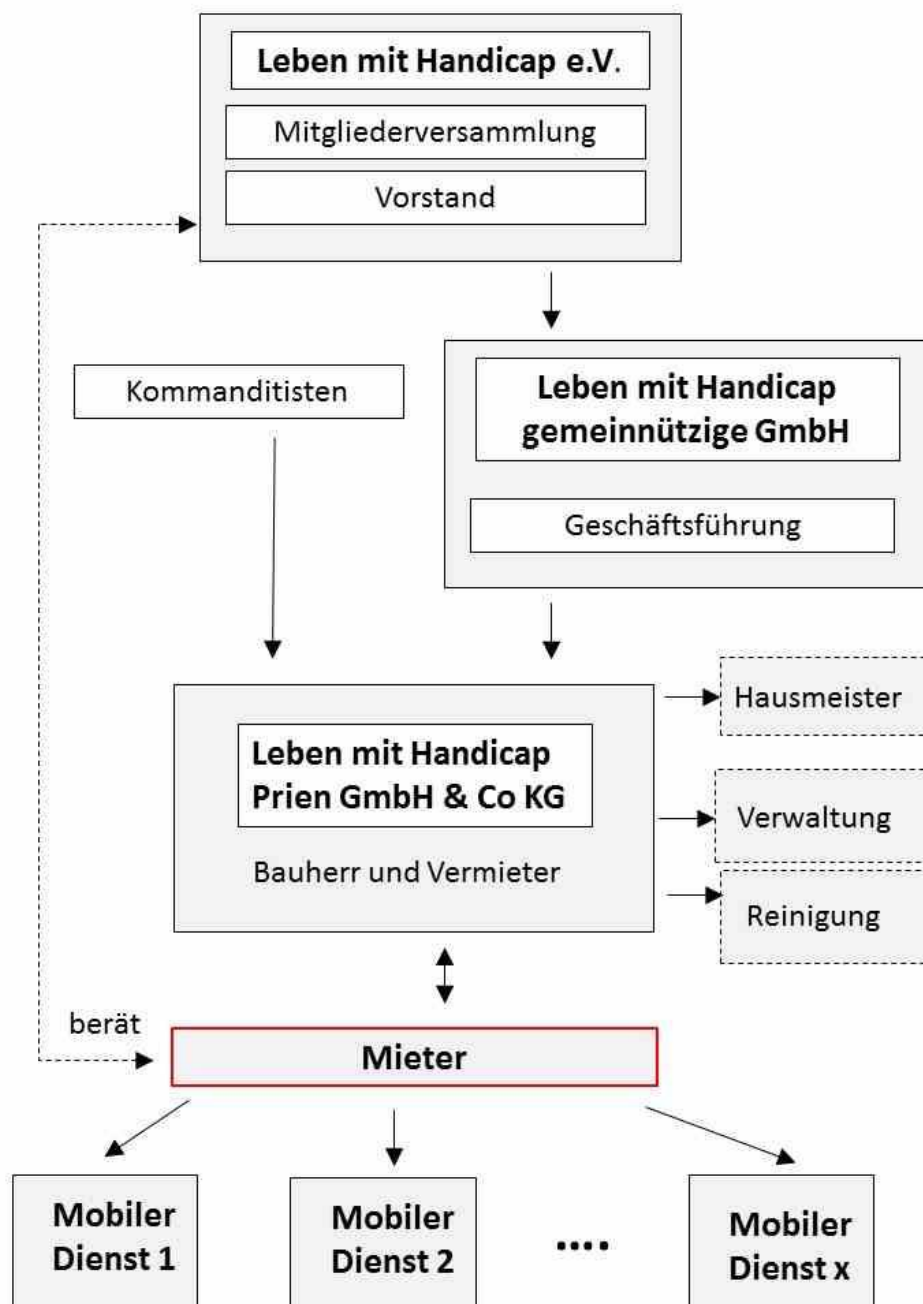 Leben mit Handicap e.V.
Mitgliederversammlung
Vorstand
Kommanditisten
Leben mit Handicap
gemeinnützige GmbH
Geschäftsführung
Hausmeister
Leben mit Handicap
Prien GmbH & Co KG
Bauherr und Vermieter
Verwaltung
Reinigung
berät
Mieter
Mobiler
Dienst 1
Mobiler
Dienst 2
....
Mobiler
Dienst x